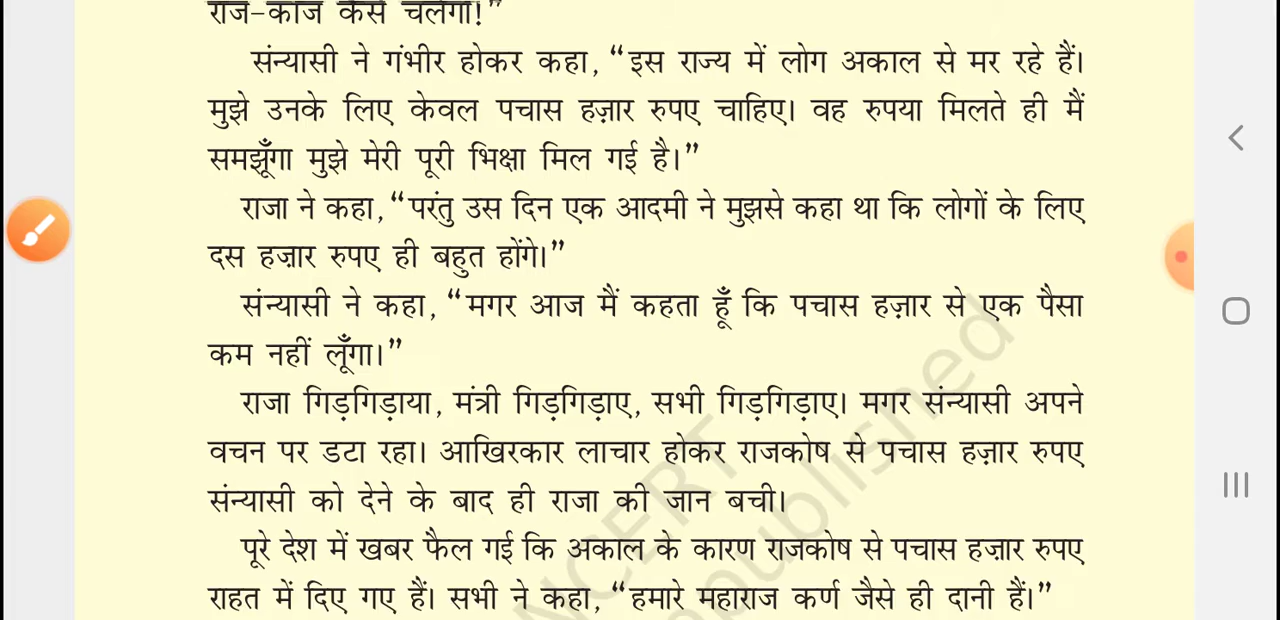 राज-काज कैसे चलेगा!”
संन्यासी ने गंभीर होकर कहा, “इस राज्य में लोग अकाल से मर रहे हैं।
मुझे उनके लिए केवल पचास हज़ार रुपए चाहिए। वह रुपया मिलते ही मैं
समझूँगा मुझे मेरी पूरी भिक्षा मिल गई है।”
राजा ने कहा, “परंतु उस दिन एक आदमी ने मुझसे कहा था कि लोगों के लिए
दस हज़ार रुपए ही बहुत होंगे।”
संन्यासी ने कहा, “मगर आज मैं कहता हूँ कि पचास हज़ार से एक पैसा
कम नहीं लूँगा।”
राजा गिड़गिड़ाया, मंत्री गिड़गिड़ाए, सभी गिड़गिड़ाए। मगर संन्यासी अपने
वचन पर डटा रहा। आखिरकार लाचार होकर राजकोष से पचास हज़ार रुपए
संन्यासी को देने के बाद ही राजा की जान बची।
पूरे देश में खबर फैल गई कि अकाल के कारण राजकोष से पचास हज़ार रुपए
राहत में दिए गए हैं। सभी ने कहा, “हमारे महाराज कर्ण जैसे ही दानी हैं।”
NCERT
republished